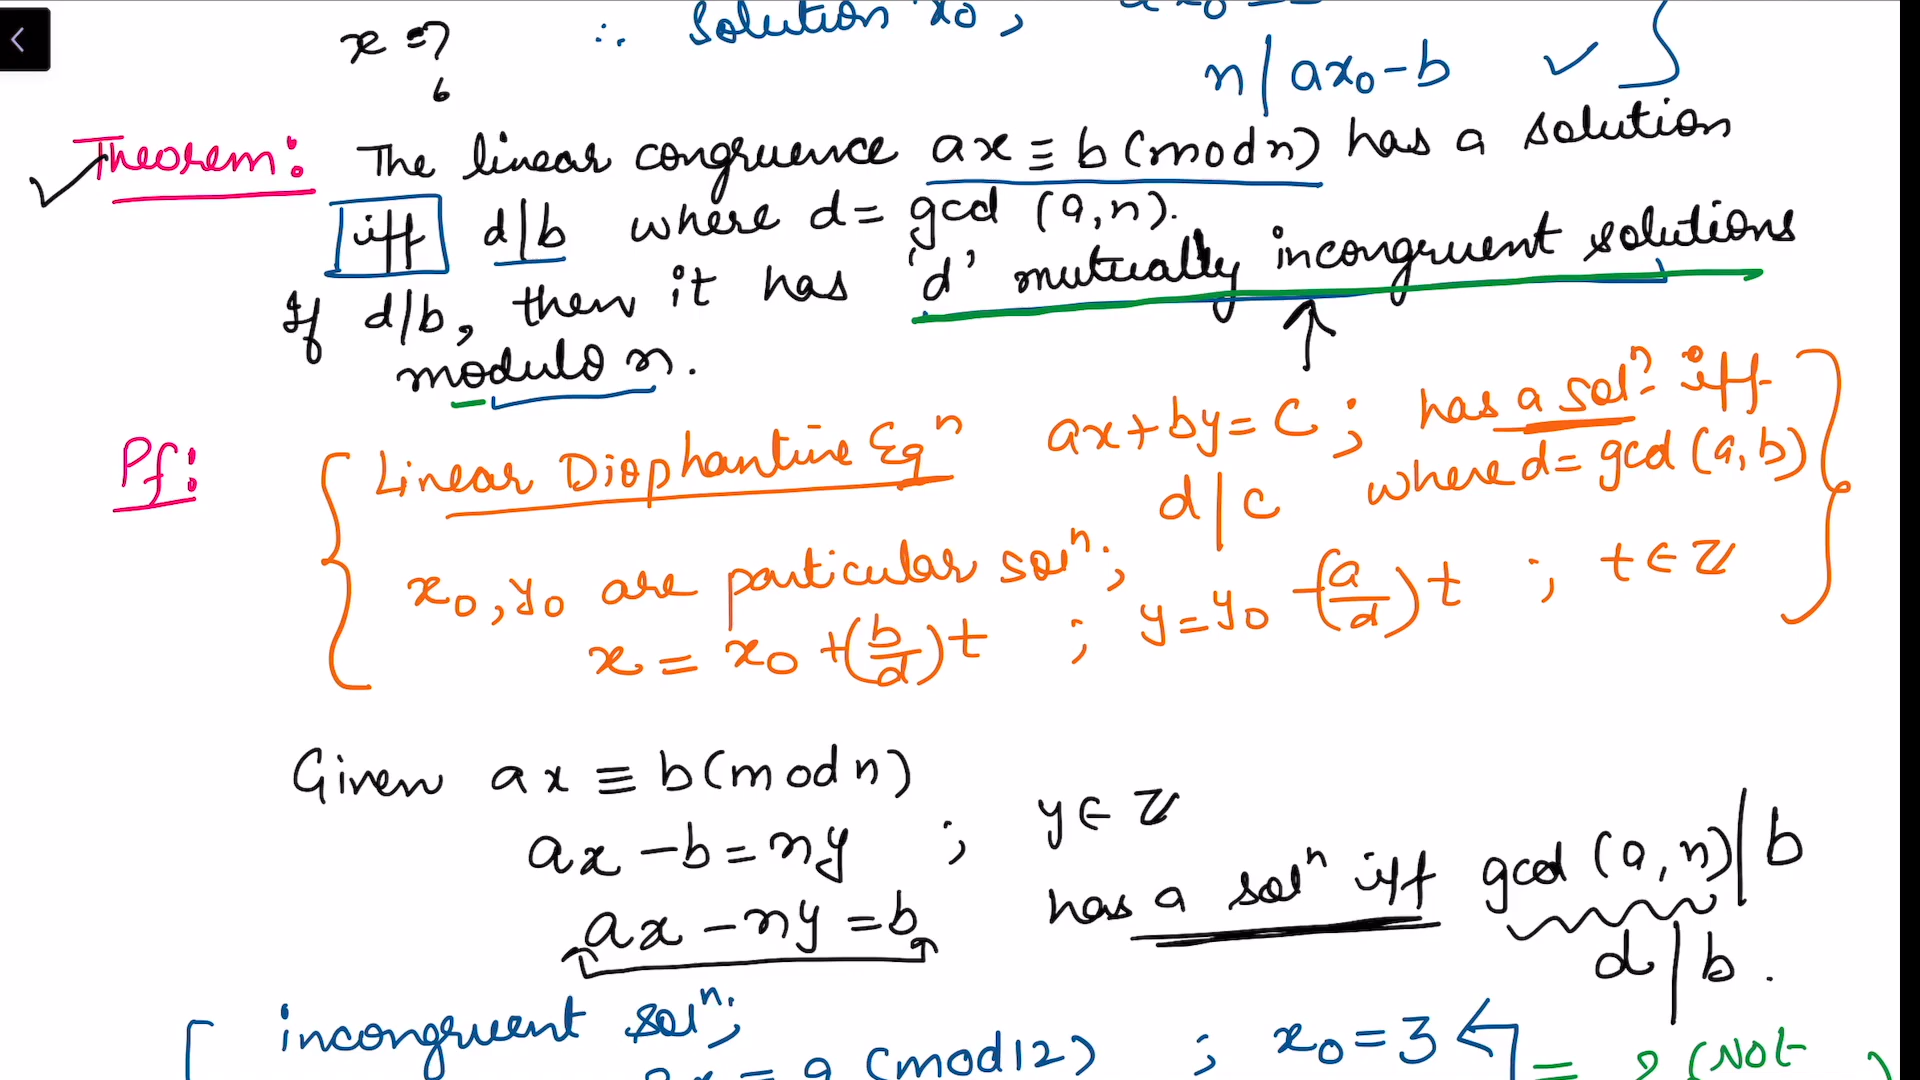 ∴ Solution x₀ ;
x = ?
6
n | ax₀ - b ✓
Theorem: The linear congruence ax ≡ b (mod n) has a solution
iff d|b where d = gcd (a, n).
If d|b, then it has 'd' mutually incongruent solutions
modulo n.
Pf: Linear Diophantine Eqⁿ ax + by = c ; has a solⁿ iff
d | c where d = gcd (a, b)
x₀, y₀ are particular solⁿ;
x = x₀ + (b/d) t ; y = y₀ - (a/d) t ; t ∈ ℤ
Given ax ≡ b (mod n)
ax - b = ny ; y ∈ ℤ
ax - ny = b has a solⁿ iff gcd (a, n) | b
d | b.
incongruent solⁿ;
9 (mod 12) ; x₀ = 3
(Not